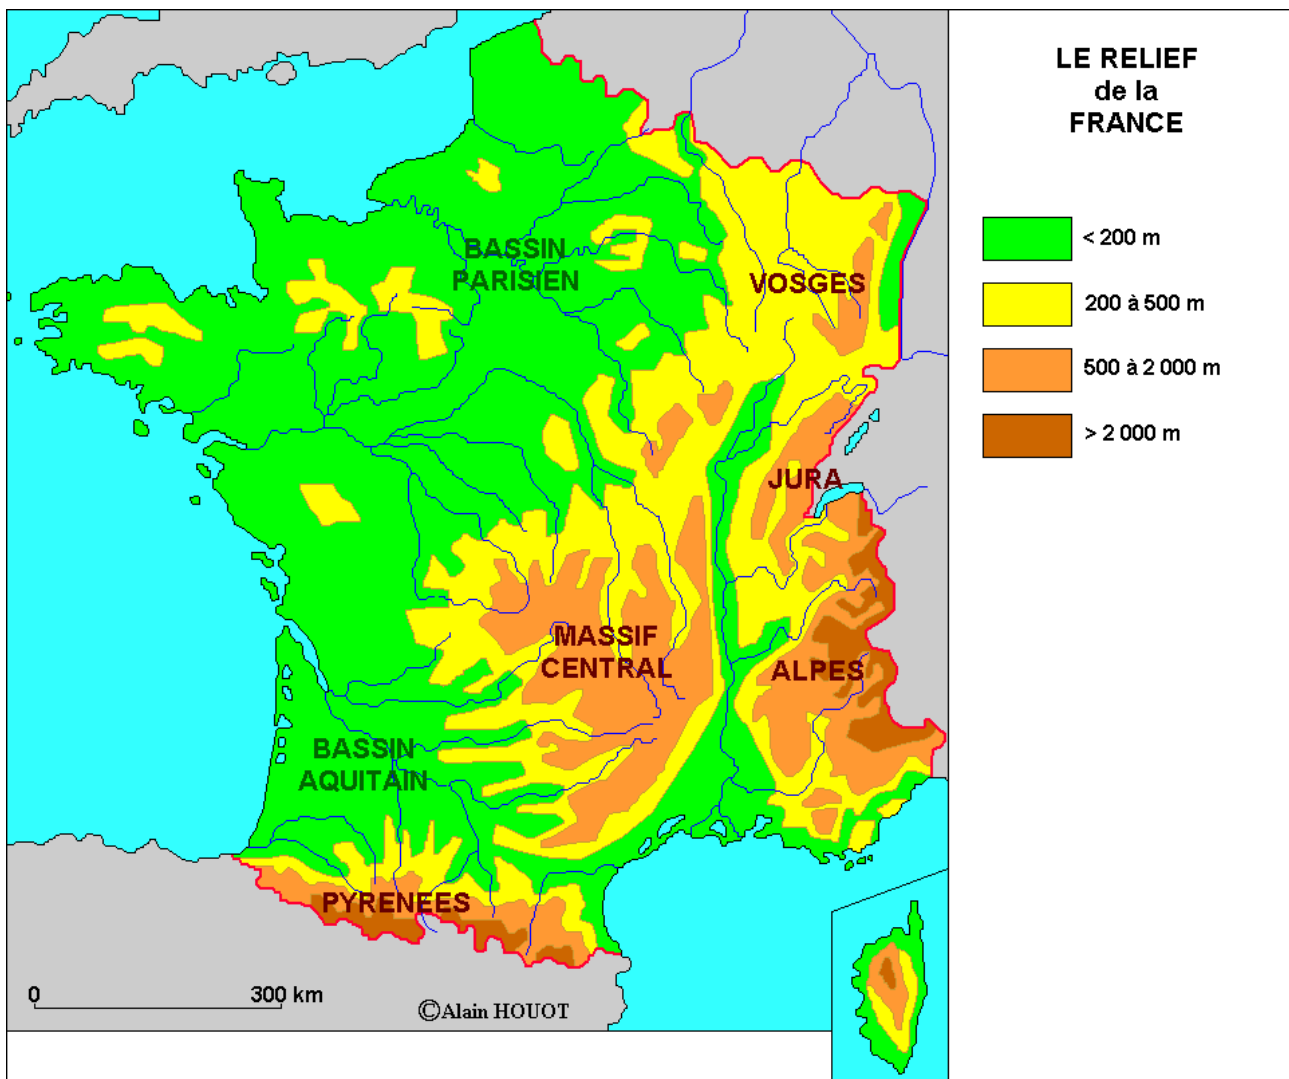 LE RELIEF
de la
FRANCE
< 200 m
200 à 500 m
500 à 2 000 m
> 2 000 m
BASSIN
PARISIEN
VOSGES
JURA
MASSIF
CENTRAL
ALPES
BASSIN
AQUITAIN
PYRENEES
0 300 km
©Alain HOUOT